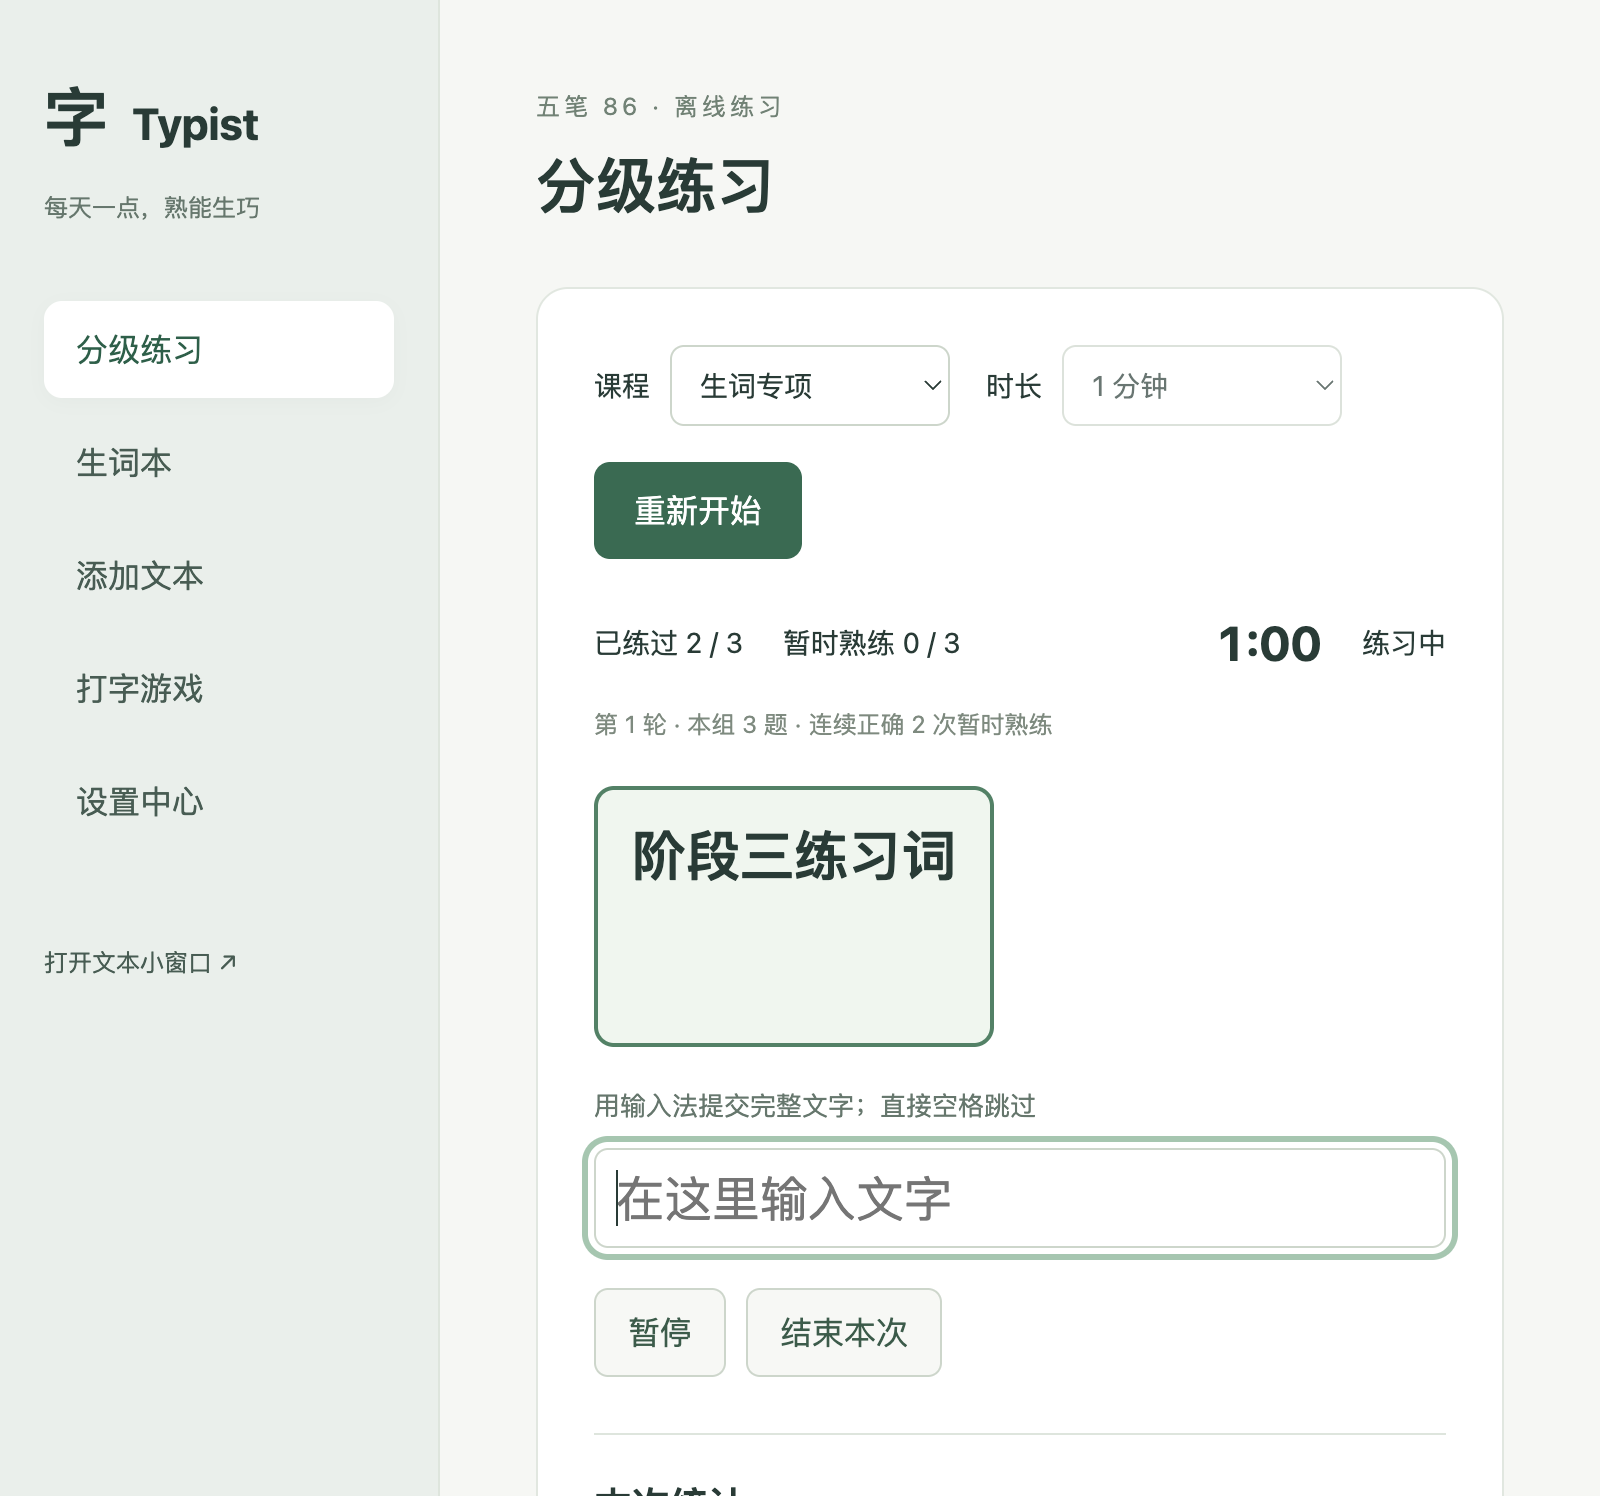 字 Typist
每天一点，熟能生巧
分级练习
生词本
添加文本
打字游戏
设置中心
打开文本小窗口 ↗
五笔 86 · 离线练习
分级练习
课程 生词专项 时长 1 分钟
重新开始
已练过 2 / 3 暂时熟练 0 / 3 1:00 练习中
第 1 轮 · 本组 3 题 · 连续正确 2 次暂时熟练
阶段三练习词
用输入法提交完整文字；直接空格跳过
在这里输入文字
暂停 结束本次
本次统计